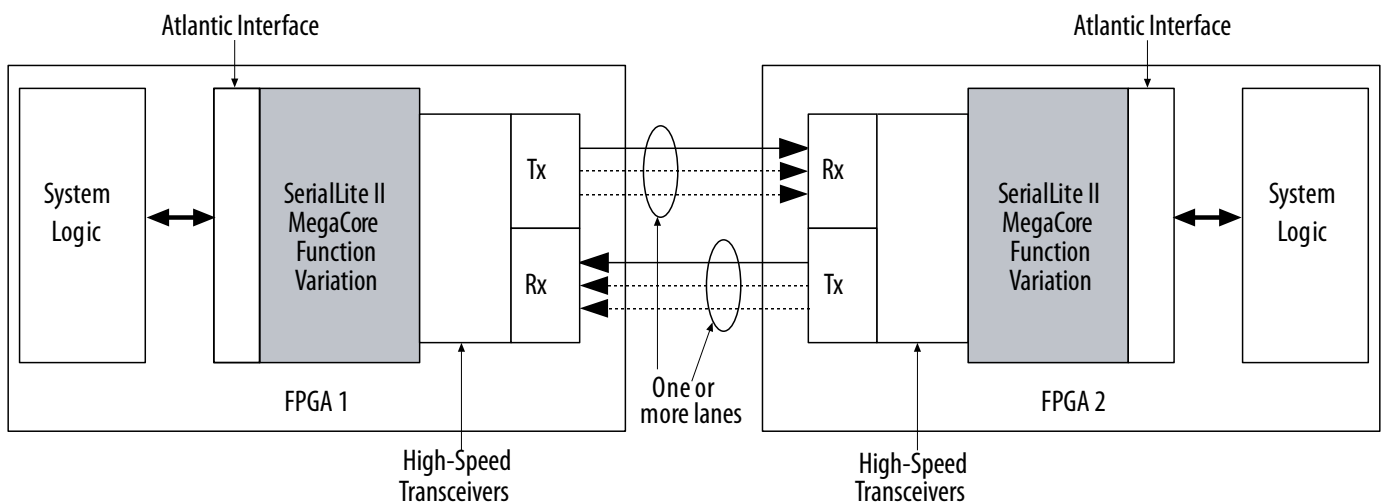 Atlantic Interface
Atlantic Interface
System
Logic
SerialLite II
MegaCore
Function
Variation
Tx
Rx
Rx
Tx
SerialLite II
MegaCore
Function
Variation
System
Logic
FPGA 1
One or
more lanes
FPGA 2
High-Speed
Transceivers
High-Speed
Transceivers